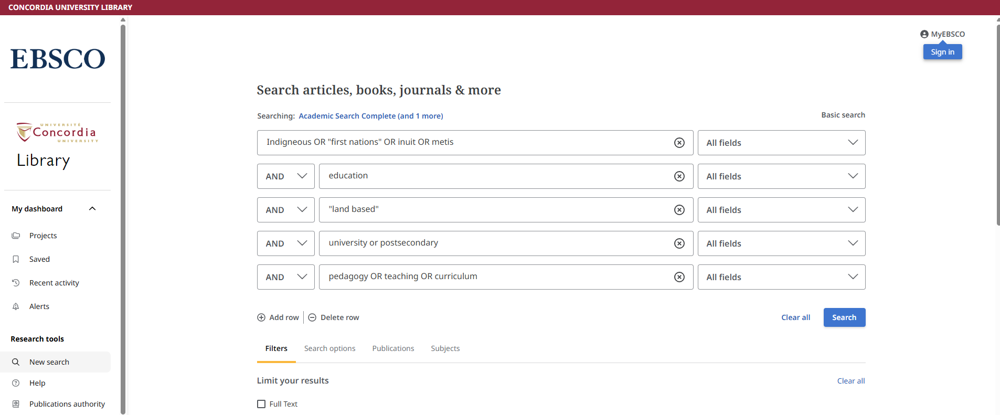 CONCORDIA UNIVERSITY LIBRARY
EBSCO
UNIVERSITÉ
Concordia
UNIVERSITY
Library
My dashboard
Projects
Saved
Recent activity
Alerts
Research tools
New search
Help
Publications authority
MyEBSCO
Sign in
Search articles, books, journals & more
Searching: Academic Search Complete (and 1 more)
Basic search
Indigneous OR "first nations" OR inuit OR metis
All fields
AND
education
All fields
AND
"land based"
All fields
AND
university or postsecondary
All fields
AND
pedagogy OR teaching OR curriculum
All fields
Add row
Delete row
Clear all
Search
Filters
Search options
Publications
Subjects
Limit your results
Clear all
Full Text